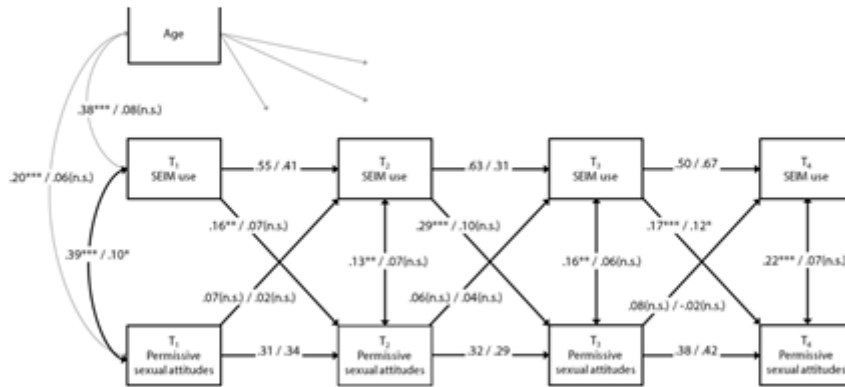 Age
.38*** / .08(n.s.)
T1
SEIM use
.55 / .41
T2
SEIM use
.63 / .31
T3
SEIM use
.50 / .67
T4
SEIM use
.20*** / .06(n.s.)
.16** / .07(n.s.)
.29*** / .10(n.s.)
.17*** / .12*
.39*** / .10*
.13** / .07(n.s.)
.16** / .06(n.s.)
.22*** / .07(n.s.)
.07(n.s.) / .02(n.s.)
.06(n.s.) / .04(n.s.)
.08(n.s.) / -.02(n.s.)
T1
Permissive
sexual attitudes
.31 / .34
T2
Permissive
sexual attitudes
.32 / .29
T3
Permissive
sexual attitudes
.38 / .42
T4
Permissive
sexual attitudes